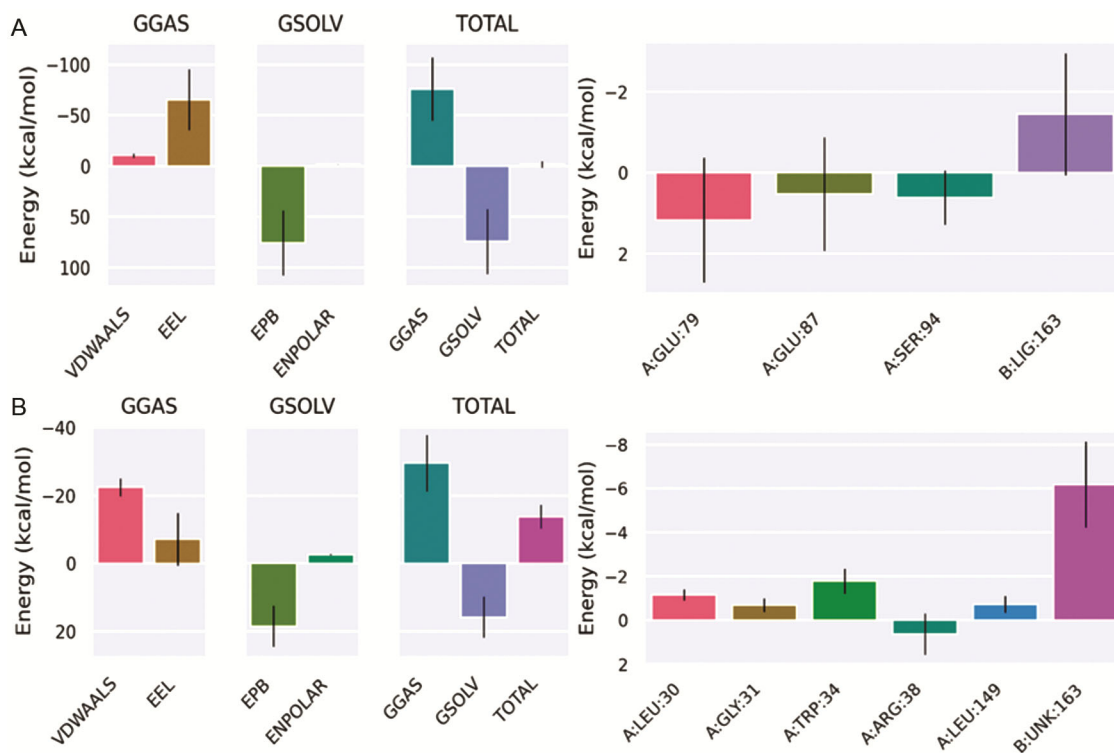 A
GGAS
GSOLV
TOTAL
Energy (kcal/mol)
−100
−50
0
50
100
VDWAALS
EEL
EPB
ENPOLAR
GGAS
GSOLV
TOTAL
Energy (kcal/mol)
−2
0
2
A:GLU:79
A:GLU:87
A:SER:94
B:LIG:163
B
GGAS
GSOLV
TOTAL
Energy (kcal/mol)
−40
−20
0
20
VDWAALS
EEL
EPB
ENPOLAR
GGAS
GSOLV
TOTAL
Energy (kcal/mol)
−8
−6
−4
−2
0
2
A:LEU:30
A:GLY:31
A:TRP:34
A:ARG:38
A:LEU:149
B:UNK:163